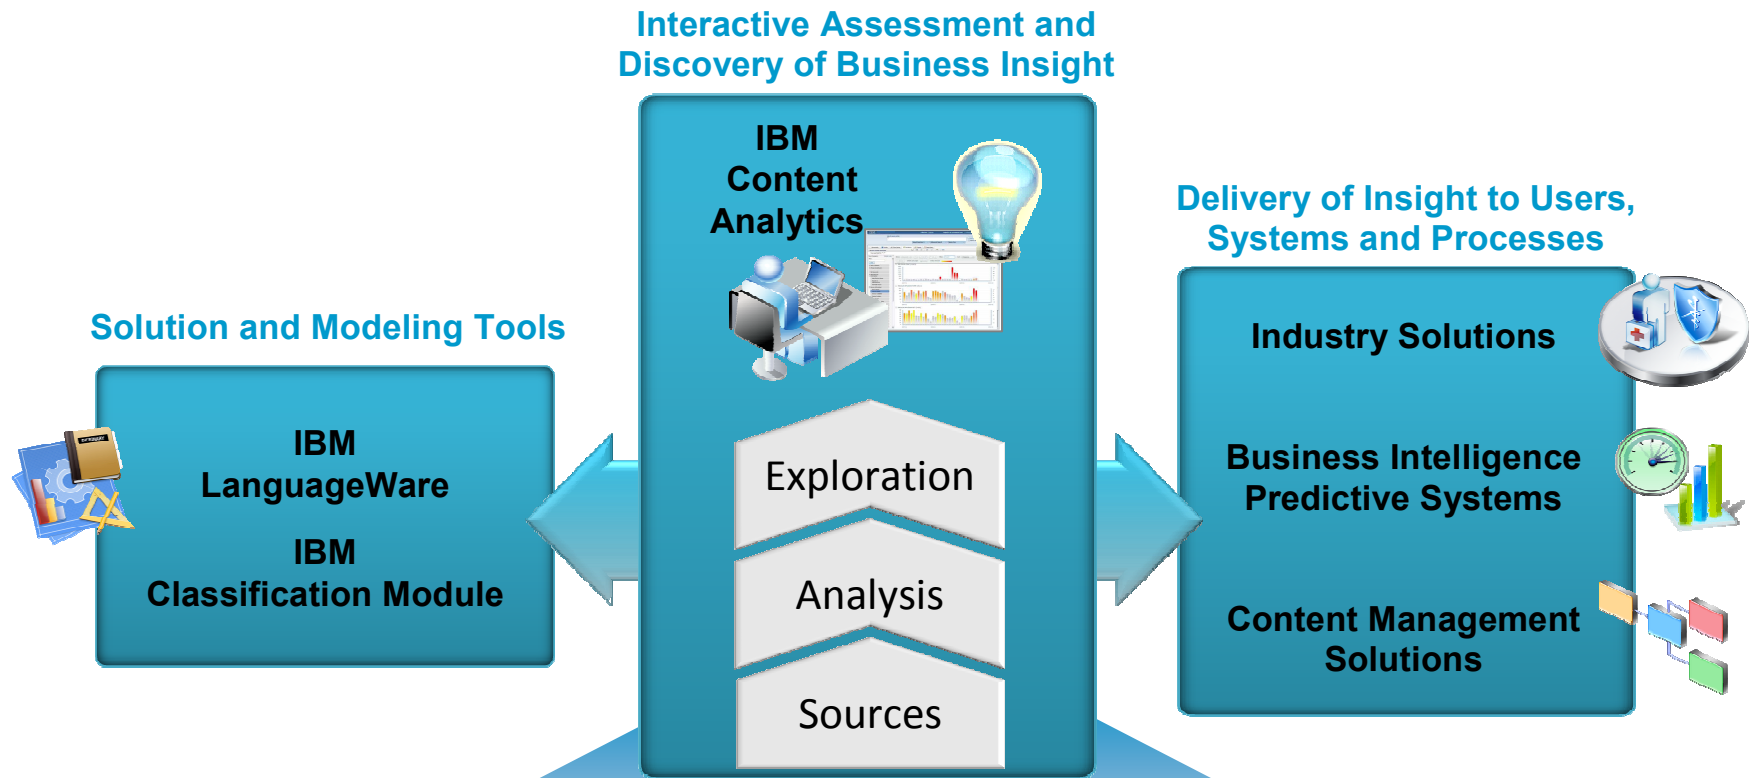 Interactive Assessment and
Discovery of Business Insight
IBM
Content
Analytics
Exploration
Analysis
Sources
Solution and Modeling Tools
IBM
LanguageWare
IBM
Classification Module
Delivery of Insight to Users,
Systems and Processes
Industry Solutions
Business Intelligence
Predictive Systems
Content Management
Solutions